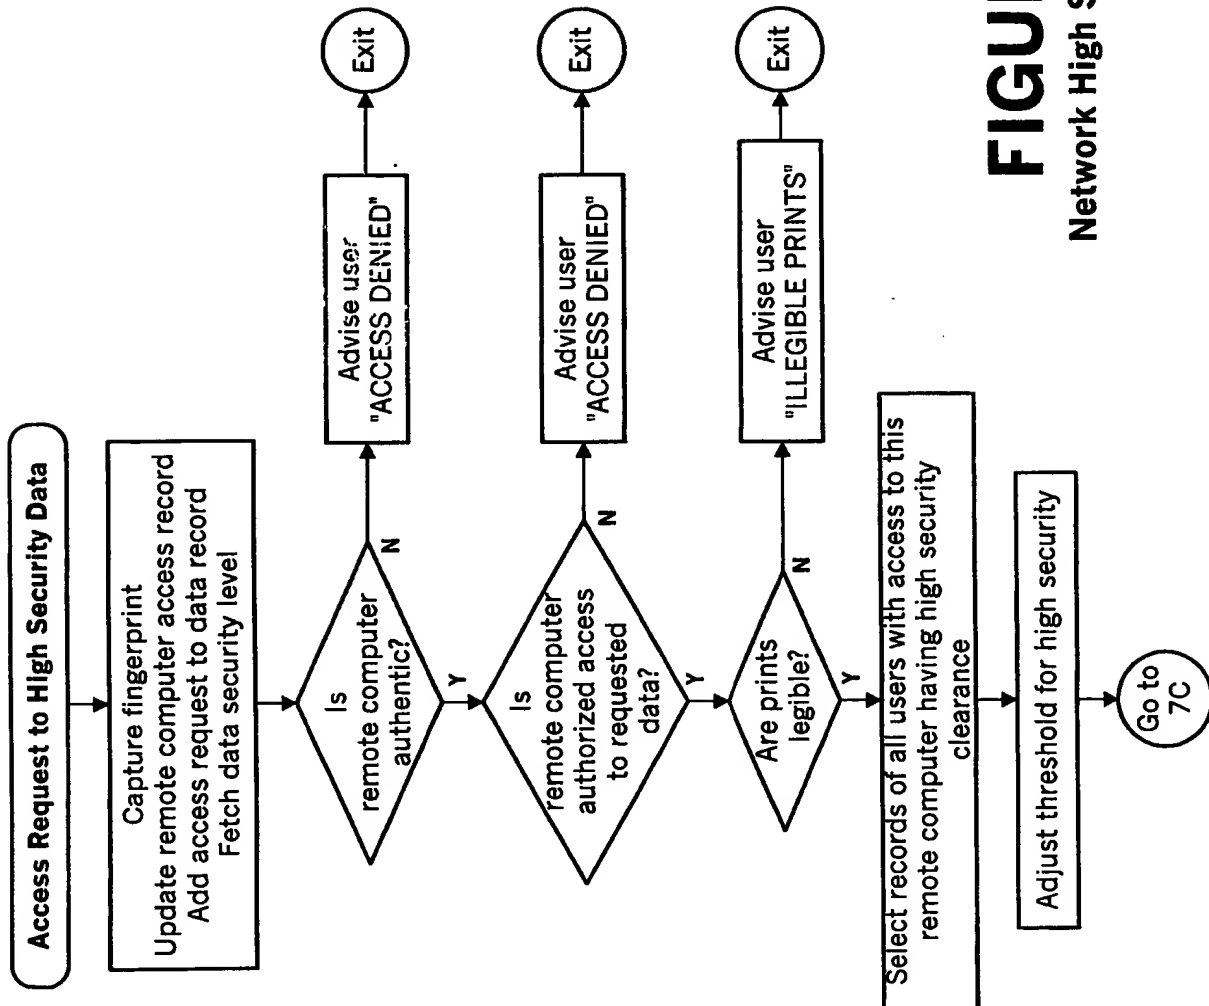 Access Request to High Security Data
Capture fingerprint
Update remote computer access record
Add access request to data record
Fetch data security level
Is
remote computer
authentic?
N
Advise user
"ACCESS DENIED"
Exit
Y
Is
remote computer
authorized access
to requested
data?
N
Advise user
"ACCESS DENIED"
Exit
Y
Are prints
legible?
N
Advise user
"ILLEGIBLE PRINTS"
Exit
Y
Select records of all users with access to this
remote computer having high security
clearance
Adjust threshold for high security
Go to
7C
Network High